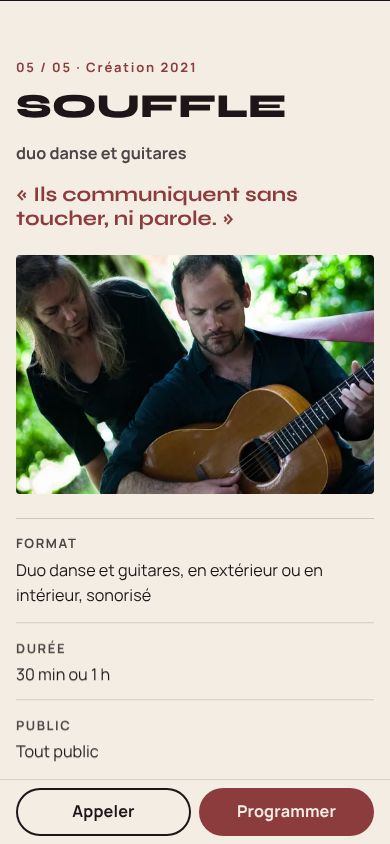 05 / 05 · Création 2021
SOUFFLE
duo danse et guitares
« Ils communiquent sans
toucher, ni parole. »
FORMAT
Duo danse et guitares, en extérieur ou en
intérieur, sonorisé
DURÉE
30 min ou 1 h
PUBLIC
Tout public
Appeler
Programmer